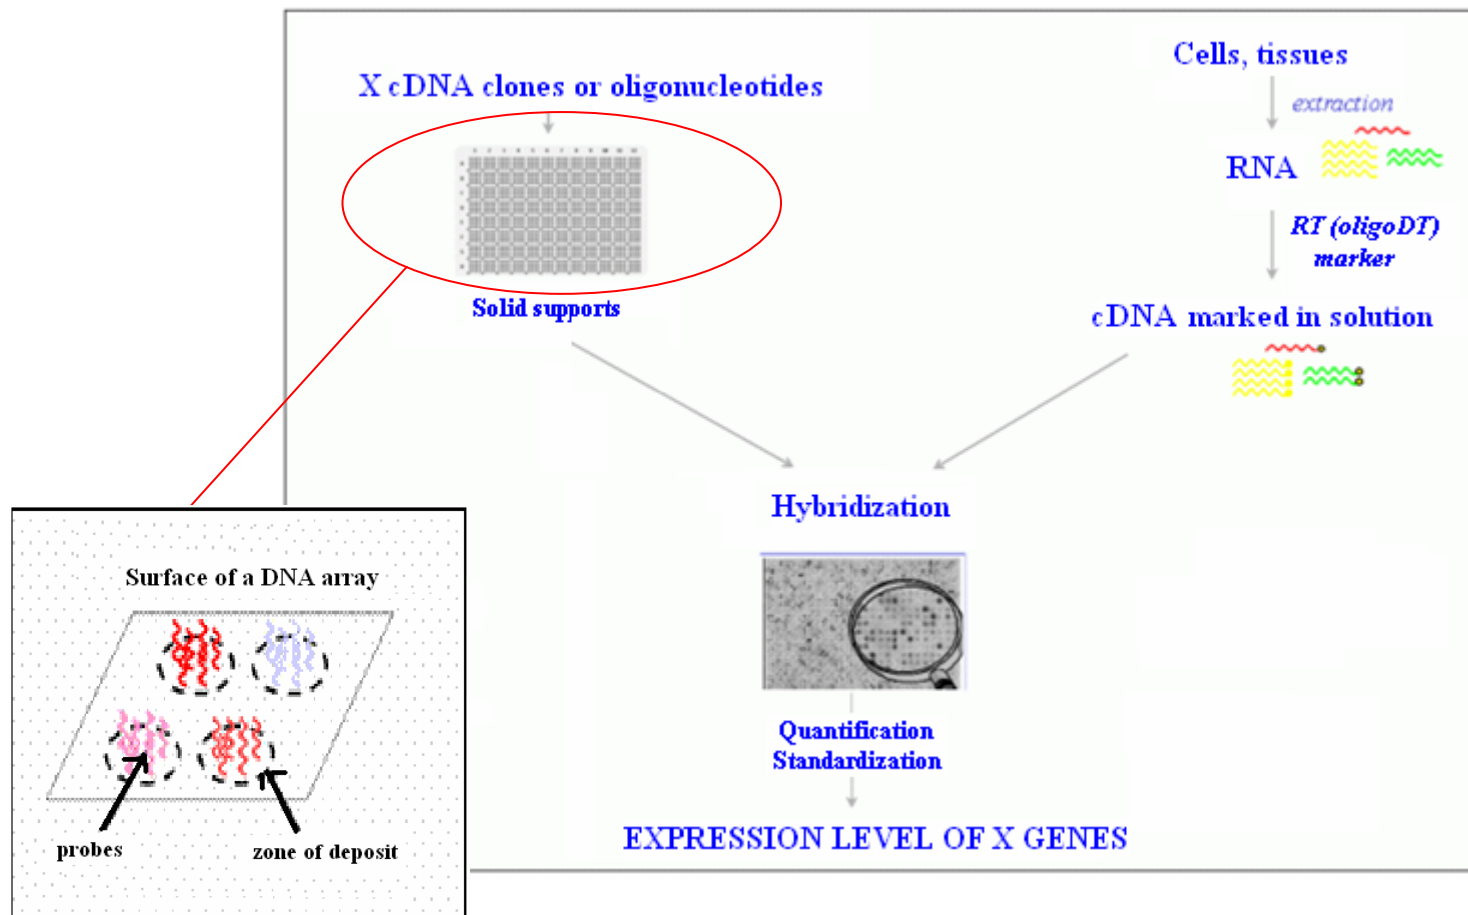 X cDNA clones or oligonucleotides
Solid supports
Cells, tissues
extraction
RNA
RT (oligoDT)
marker
cDNA marked in solution
Hybridization
Quantification
Standardization
EXPRESSION LEVEL OF X GENES
Surface of a DNA array
probes
zone of deposit